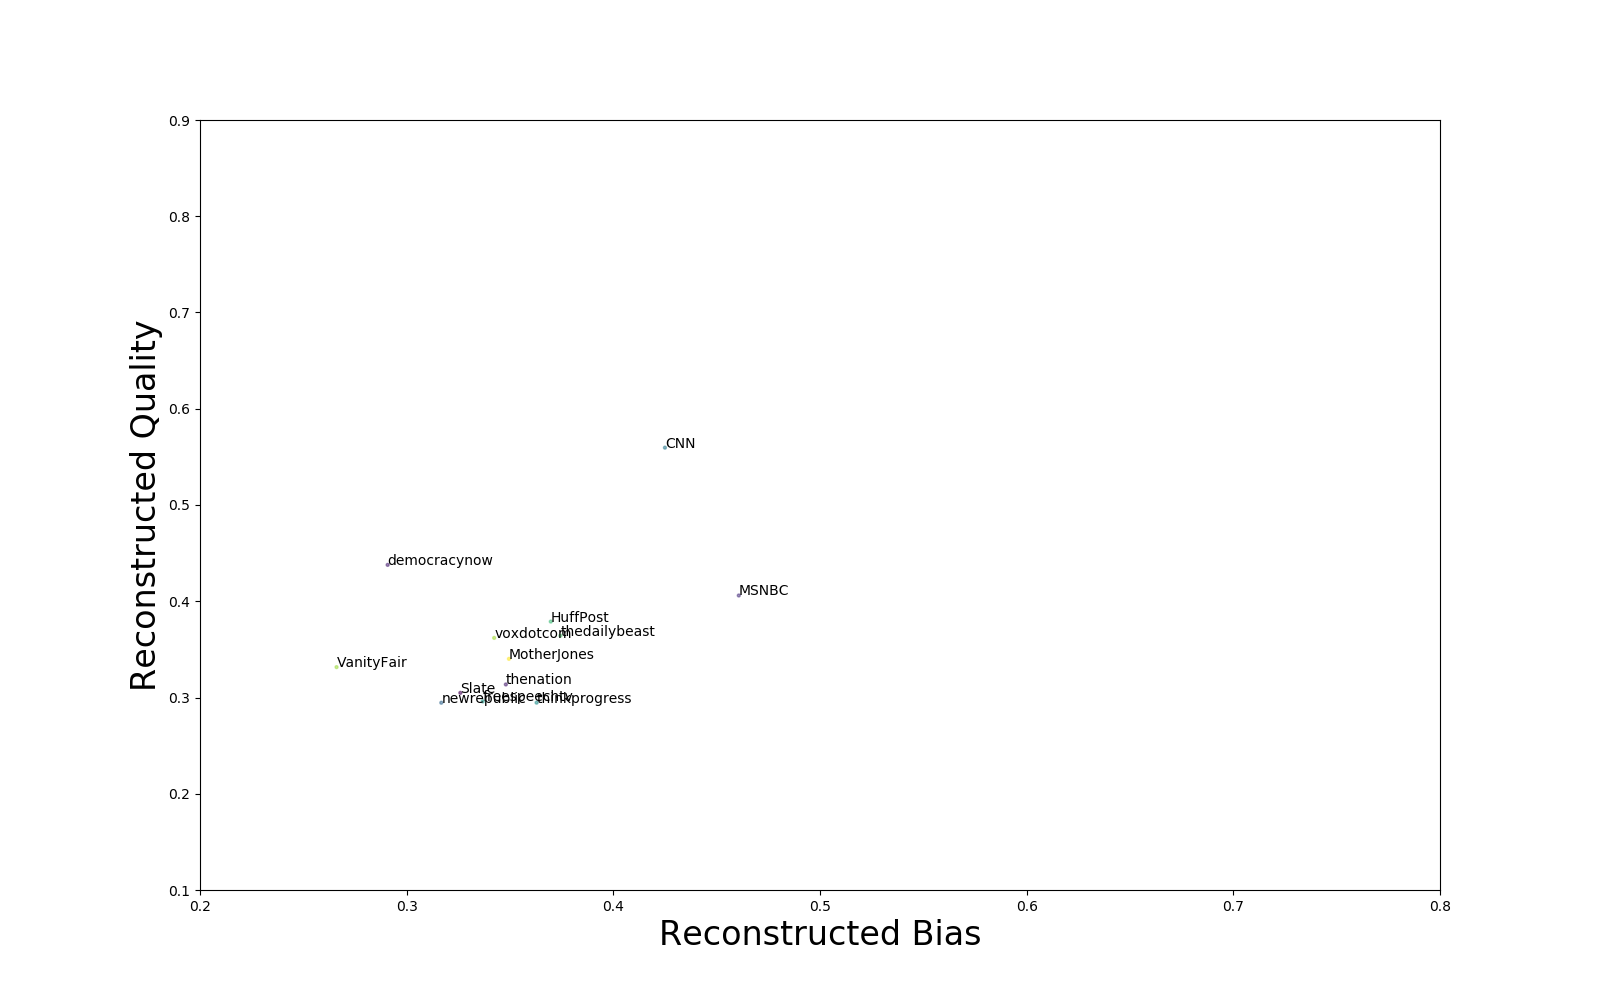 0.9
0.8
0.7
0.6
0.5
0.4
0.3
0.2
0.1
Reconstructed Quality
CNN
democracynow
MSNBC
HuffPost
voxdotcom
thedailybeast
MotherJones
VanityFair
thenation
Slate
freespeechtv
newrepublic
thinkprogress
0.2 0.3 0.4 0.5 0.6 0.7 0.8
Reconstructed Bias